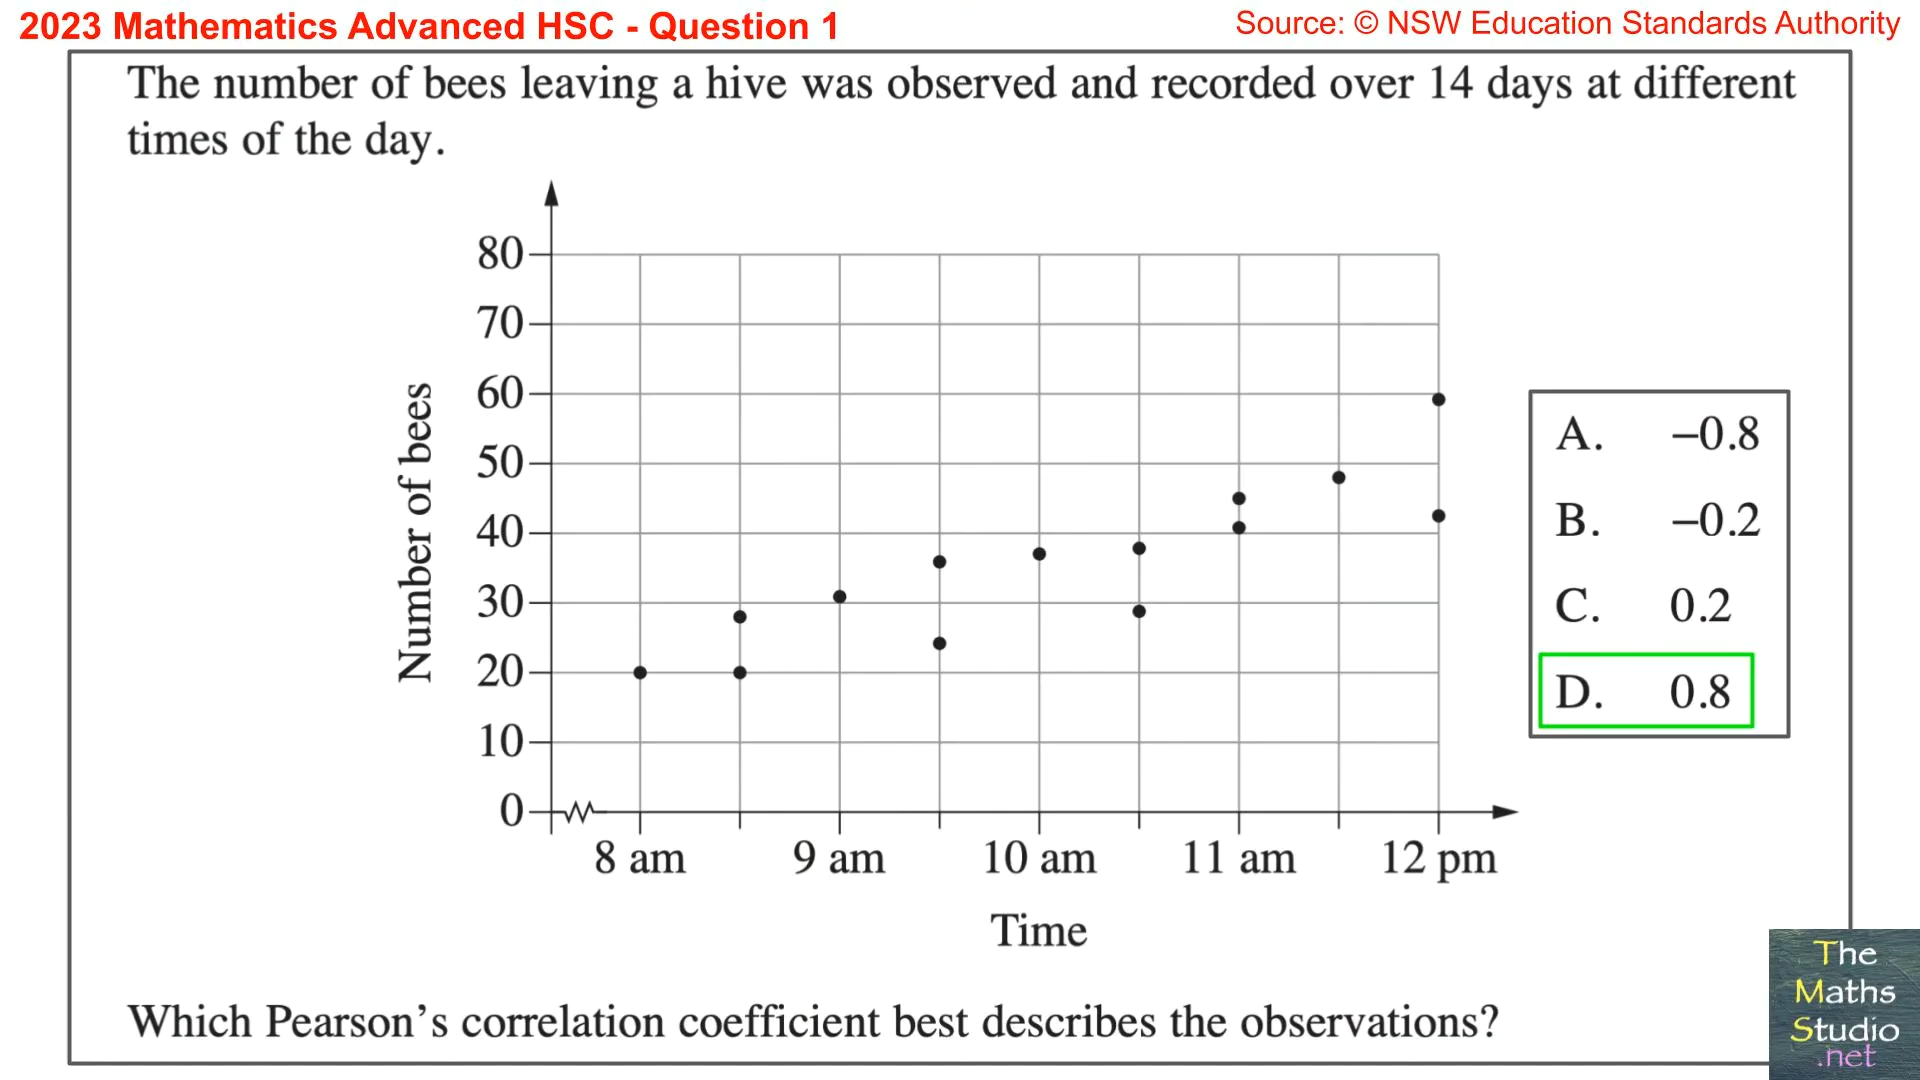 2023 Mathematics Advanced HSC - Question 1
Source: © NSW Education Standards Authority
The number of bees leaving a hive was observed and recorded over 14 days at different
times of the day.
Number of bees
80
70
60
50
40
30
20
10
0
8 am 9 am 10 am 11 am 12 pm
Time
A. –0.8
B. –0.2
C. 0.2
D. 0.8
Which Pearson’s correlation coefficient best describes the observations?
The
Maths
Studio
.net